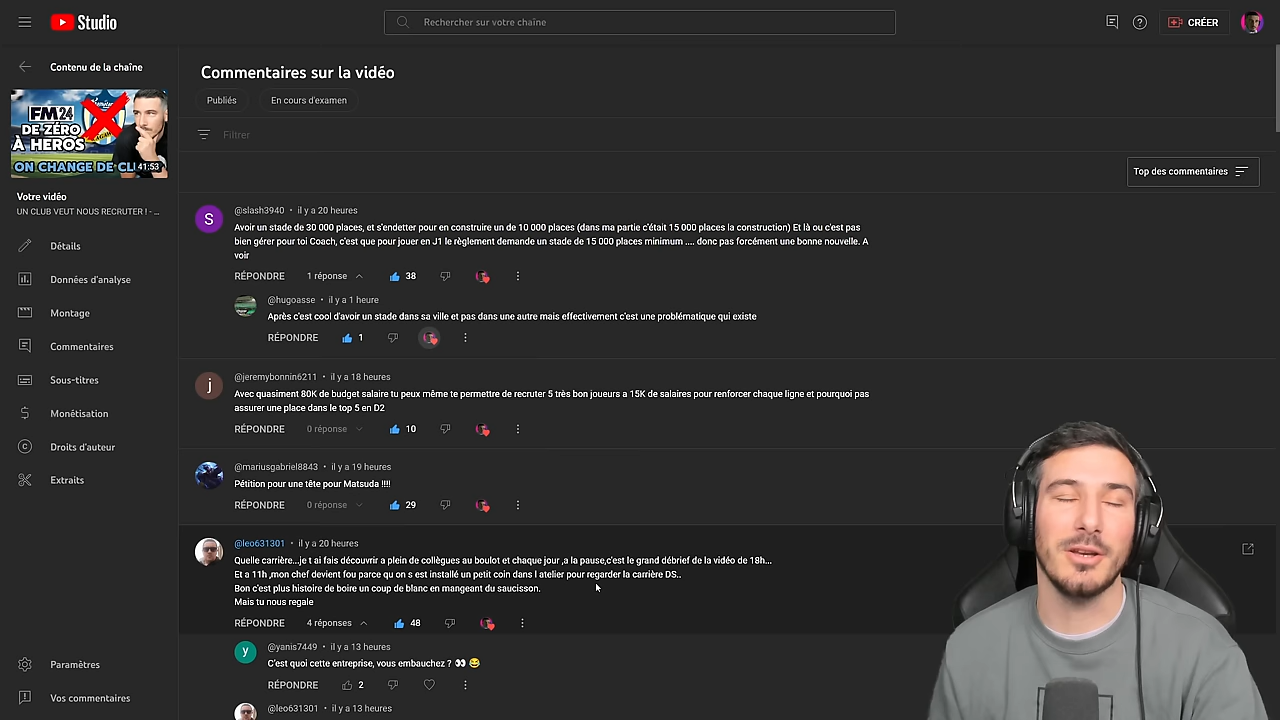 Studio
Rechercher sur votre chaîne
CRÉER
Contenu de la chaîne
FM24
DE ZÉRO
À HEROS
ON CHANGE DE CL
41:53
Votre vidéo
UN CLUB VEUT NOUS RECRUTER ! - ...
Détails
Données d'analyse
Montage
Commentaires
Sous-titres
Monétisation
Droits d'auteur
Extraits
Paramètres
Vos commentaires
Commentaires sur la vidéo
Publiés
En cours d'examen
Filtrer
Top des commentaires
S
@slash3940 • il y a 20 heures
Avoir un stade de 30 000 places, et s'endetter pour en construire un de 10 000 places (dans ma partie c'était 15 000 places la construction) Et là ou c'est pas
bien gérer pour toi Coach, c'est que pour jouer en J1 le règlement demande un stade de 15 000 places minimum .... donc pas forcément une bonne nouvelle. A
voir
RÉPONDRE 1 réponse 38
@hugoasse • il y a 1 heure
Après c'est cool d'avoir un stade dans sa ville et pas dans une autre mais effectivement c'est une problématique qui existe
RÉPONDRE 1
j
@jeremybonnin6211 • il y a 18 heures
Avec quasiment 80K de budget salaire tu peux même te permettre de recruter 5 très bon joueurs a 15K de salaires pour renforcer chaque ligne et pourquoi pas
assurer une place dans le top 5 en D2
RÉPONDRE 0 réponse 10
@mariusgabriel8843 • il y a 19 heures
Pétition pour une tête pour Matsuda !!!!
RÉPONDRE 0 réponse 29
@leo631301 • il y a 20 heures
Quelle carrière...je t ai fais découvrir a plein de collègues au boulot et chaque jour ,a la pause,c'est le grand débrief de la vidéo de 18h...
Et a 11h ,mon chef devient fou parce qu on s est installé un petit coin dans l atelier pour regarder la carrière DS..
Bon c'est plus histoire de boire un coup de blanc en mangeant du saucisson.
Mais tu nous regale
RÉPONDRE 4 réponses 48
y
@yanis7449 • il y a 13 heures
C'est quoi cette entreprise, vous embauchez ? 👀 😂
RÉPONDRE 2
@leo631301 • il y a 13 heures